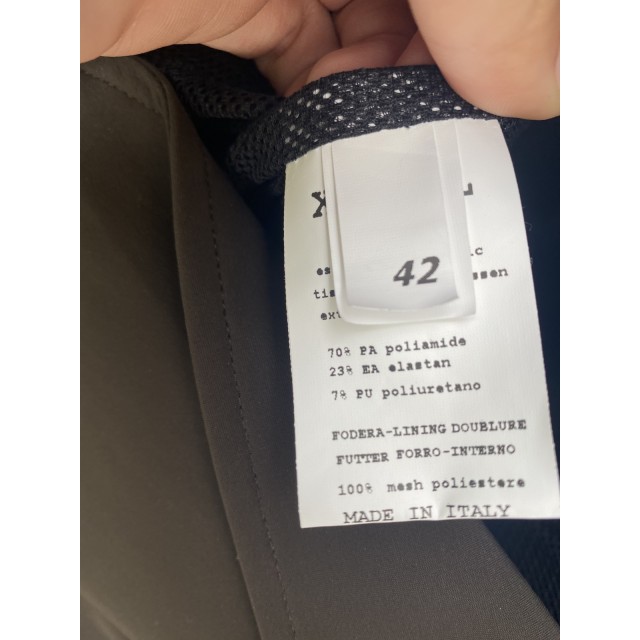 42
70% PA poliamide
23% EA elastan
7% PU poliuretano
FODERA-LINING DOUBLURE
FUTTER FORRO-INTERNO
100% mesh poliestere
MADE IN ITALY